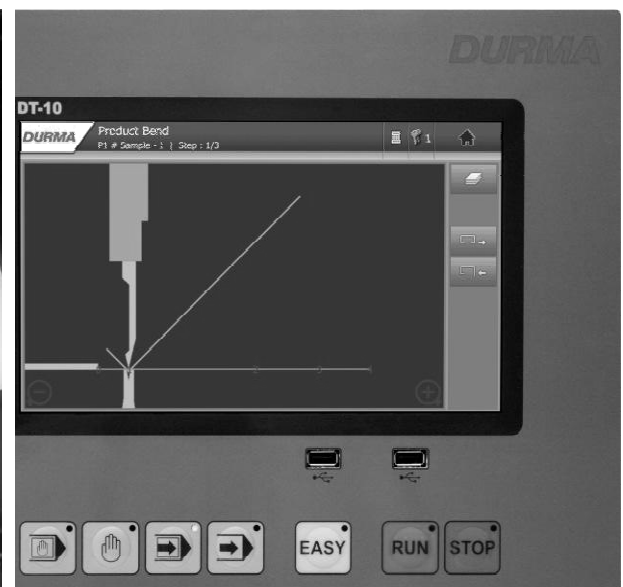 DURMA
DT-10
DURMA
Product Bend
P1 # Sample - 1 | Step : 1/3
1
EASY
RUN
STOP